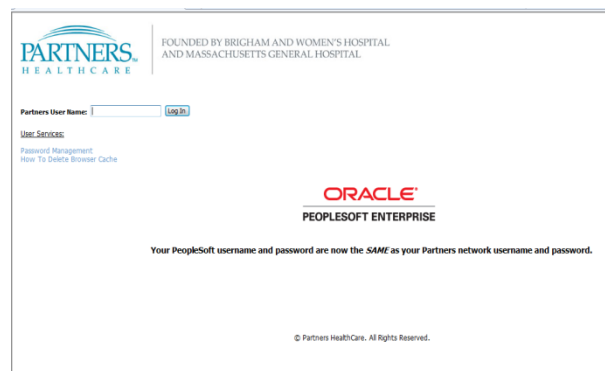 PARTNERS™
HEALTHCARE
FOUNDED BY BRIGHAM AND WOMEN'S HOSPITAL
AND MASSACHUSETTS GENERAL HOSPITAL
Partners User Name: Log In
User Services:
Password Management
How To Delete Browser Cache
ORACLE®
PEOPLESOFT ENTERPRISE
Your PeopleSoft username and password are now the SAME as your Partners network username and password.
© Partners HealthCare. All Rights Reserved.